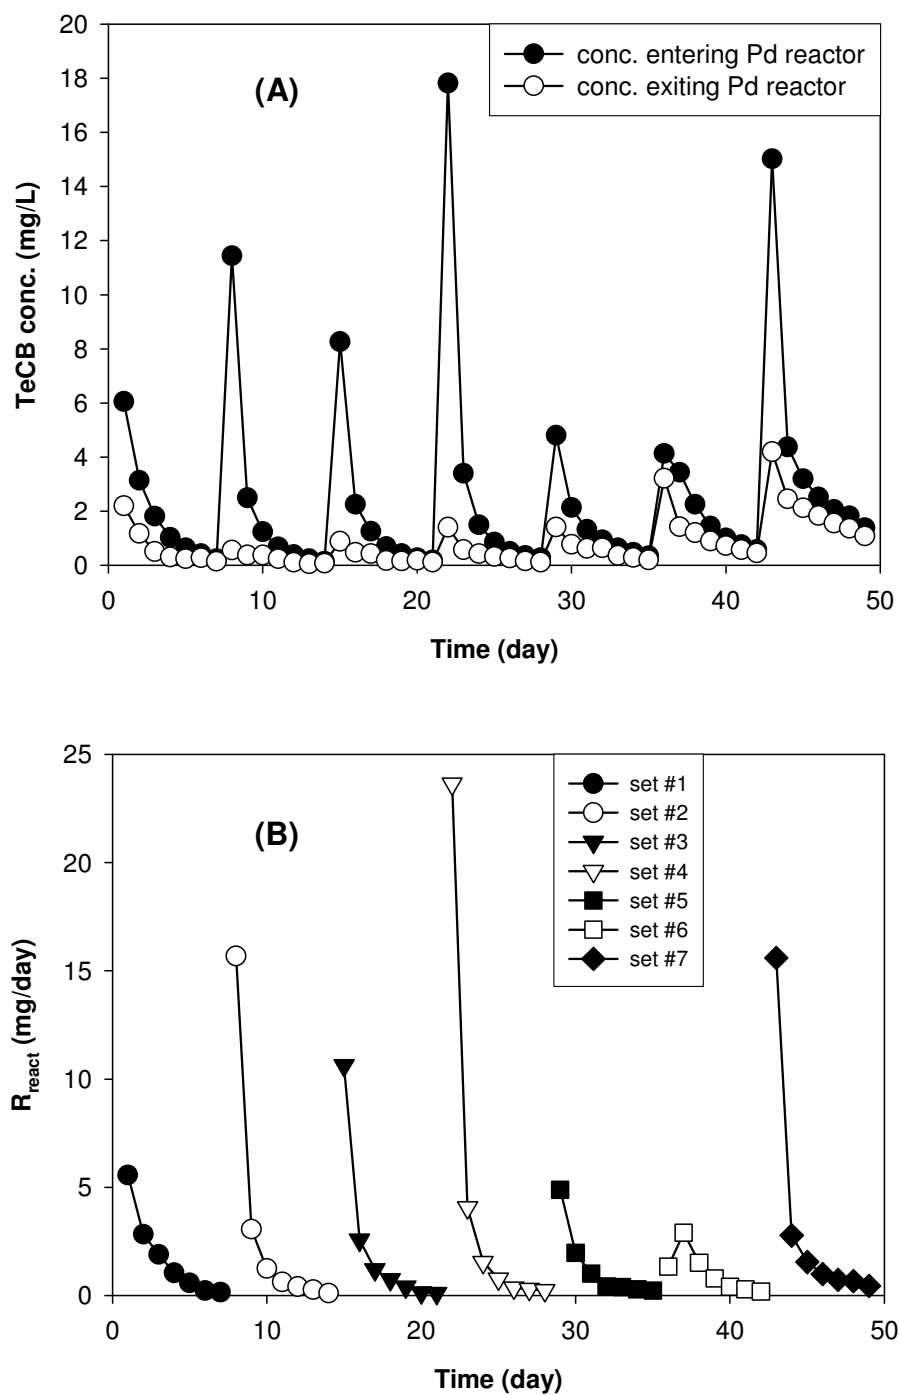 20
18
16
14
12
10
8
6
4
2
0
TeCB conc. (mg/L)
(A)
conc. entering Pd reactor
conc. exiting Pd reactor
0 10 20 30 40 50
Time (day)
25
20
15
10
5
0
R_react (mg/day)
(B)
set #1
set #2
set #3
set #4
set #5
set #6
set #7
0 10 20 30 40 50
Time (day)